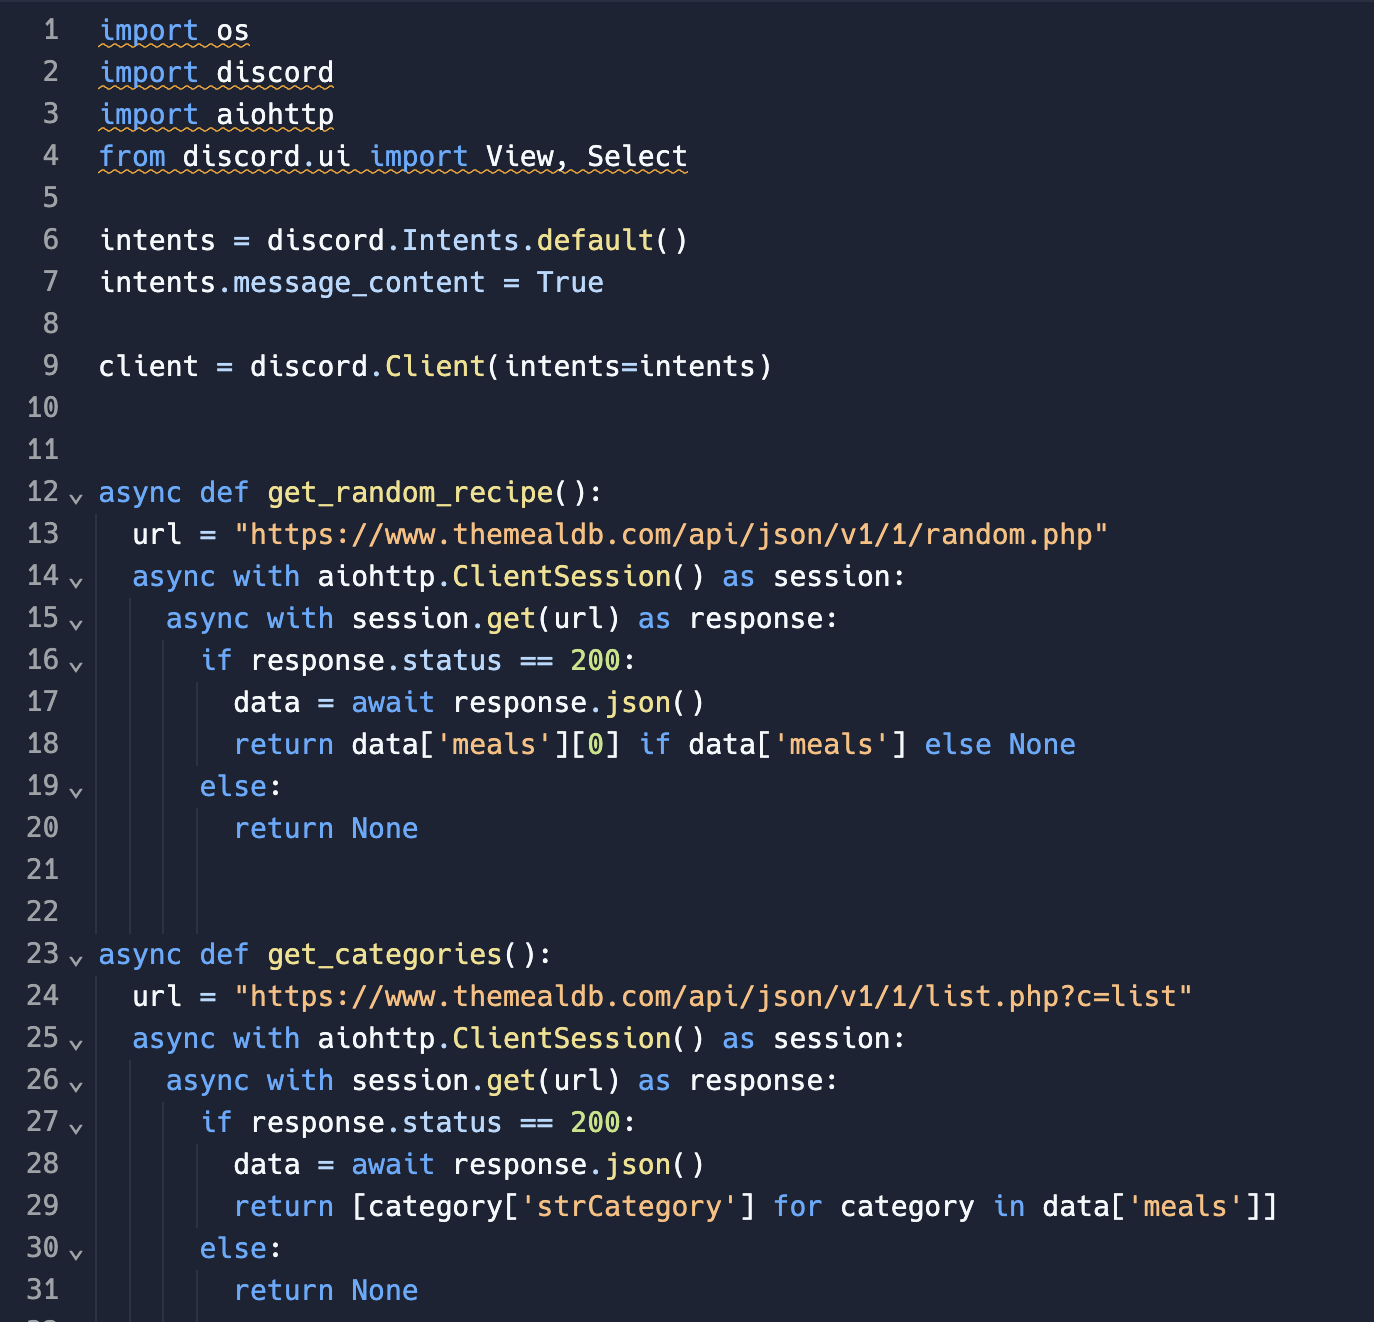 1 import os
2 import discord
3 import aiohttp
4 from discord.ui import View, Select
5
6 intents = discord.Intents.default()
7 intents.message_content = True
8
9 client = discord.Client(intents=intents)
10
11
12 async def get_random_recipe():
13   url = "https://www.themealdb.com/api/json/v1/1/random.php"
14   async with aiohttp.ClientSession() as session:
15     async with session.get(url) as response:
16       if response.status == 200:
17         data = await response.json()
18         return data['meals'][0] if data['meals'] else None
19       else:
20         return None
21
22
23 async def get_categories():
24   url = "https://www.themealdb.com/api/json/v1/1/list.php?c=list"
25   async with aiohttp.ClientSession() as session:
26     async with session.get(url) as response:
27       if response.status == 200:
28         data = await response.json()
29         return [category['strCategory'] for category in data['meals']]
30       else:
31         return None